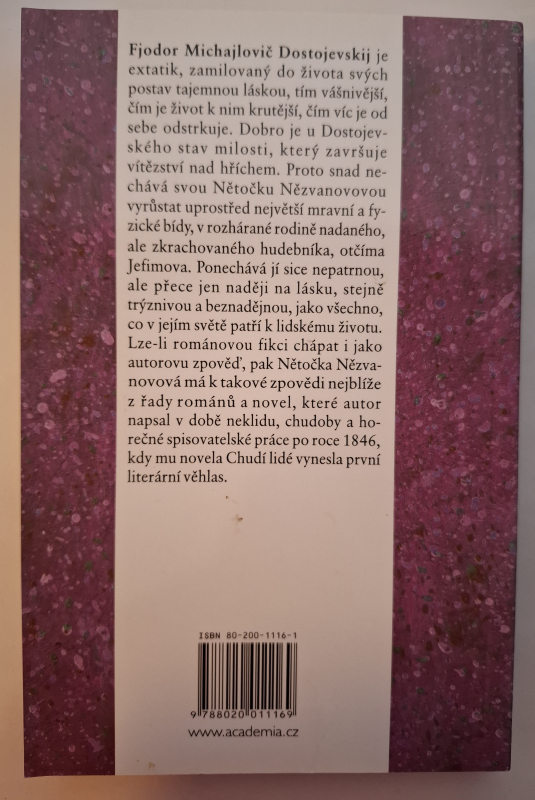 Fjodor Michajlovič Dostojevskij je
extatik, zamilovaný do života svých
postav tajemnou láskou, tím vášnivější,
čím je život k nim krutější, čím víc je od
sebe odstrkuje. Dobro je u Dostojev-
ského stav milosti, který završuje
vítězství nad hříchem. Proto snad ne-
chává svou Nětočku Nězvanovovou
vyrůstat uprostřed největší mravní a fy-
zické bídy, v rozhárané rodině nadaného,
ale zkrachovaného hudebníka, otčíma
Jefimova. Ponechává jí sice nepatrnou,
ale přece jen naději na lásku, stejně
trýznivou a beznadějnou, jako všechno,
co v jejím světě patří k lidskému životu.
Lze-li románovou fikci chápat i jako
autorovu zpověď, pak Nětočka Nězva-
novová má k takové zpovědi nejblíže
z řady románů a novel, které autor
napsal v době neklidu, chudoby a ho-
rečné spisovatelské práce po roce 1846,
kdy mu novela Chudí lidé vynesla první
literární věhlas.
ISBN 80-200-1116-1
9 788020 011169
www.academia.cz